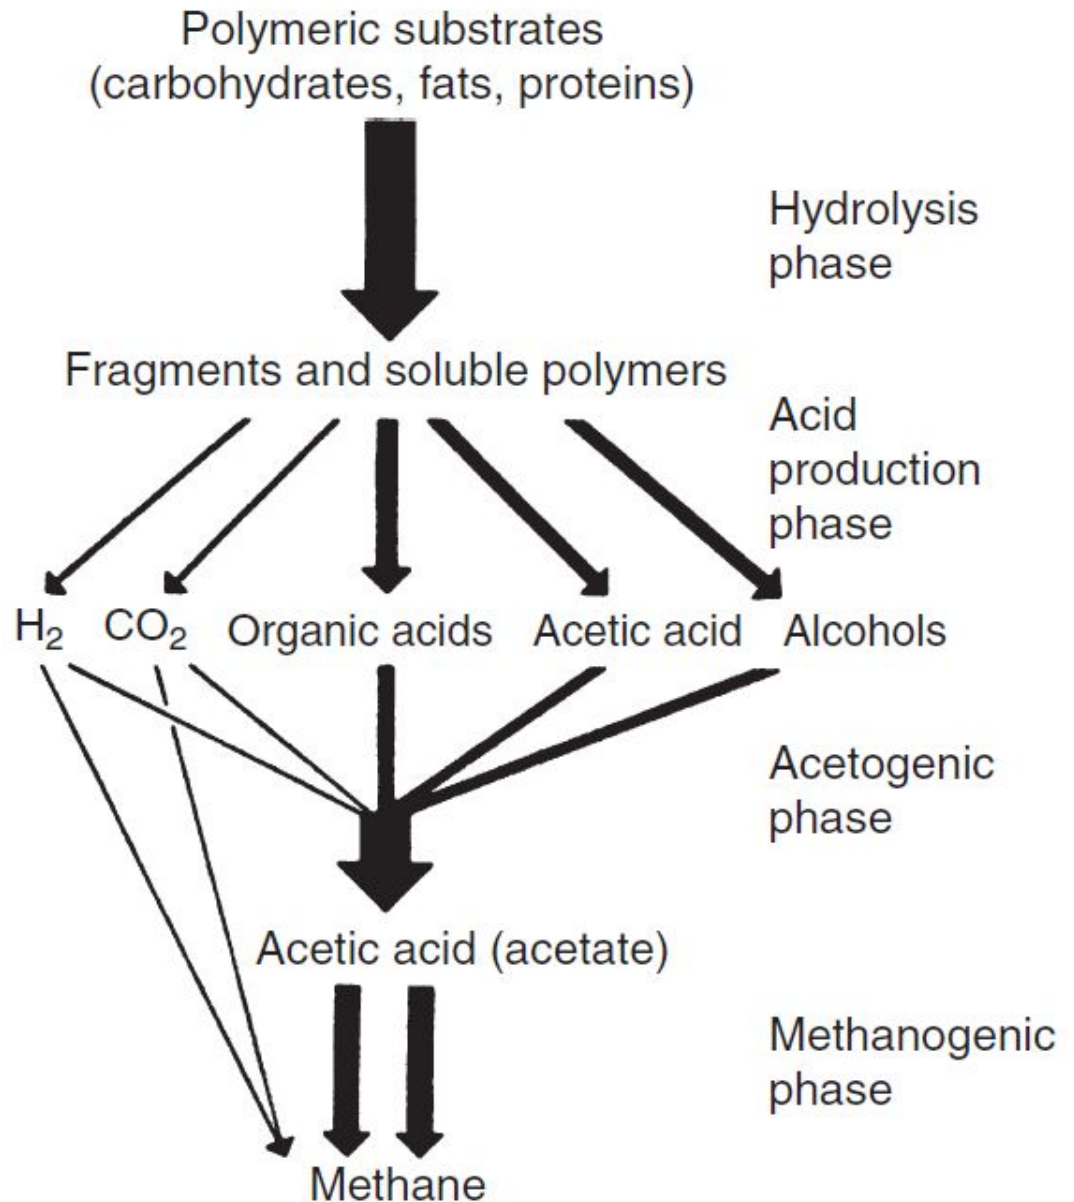 Polymeric substrates
(carbohydrates, fats, proteins)
Hydrolysis
phase
Fragments and soluble polymers
Acid
production
phase
H₂ CO₂ Organic acids Acetic acid Alcohols
Acetogenic
phase
Acetic acid (acetate)
Methanogenic
phase
Methane